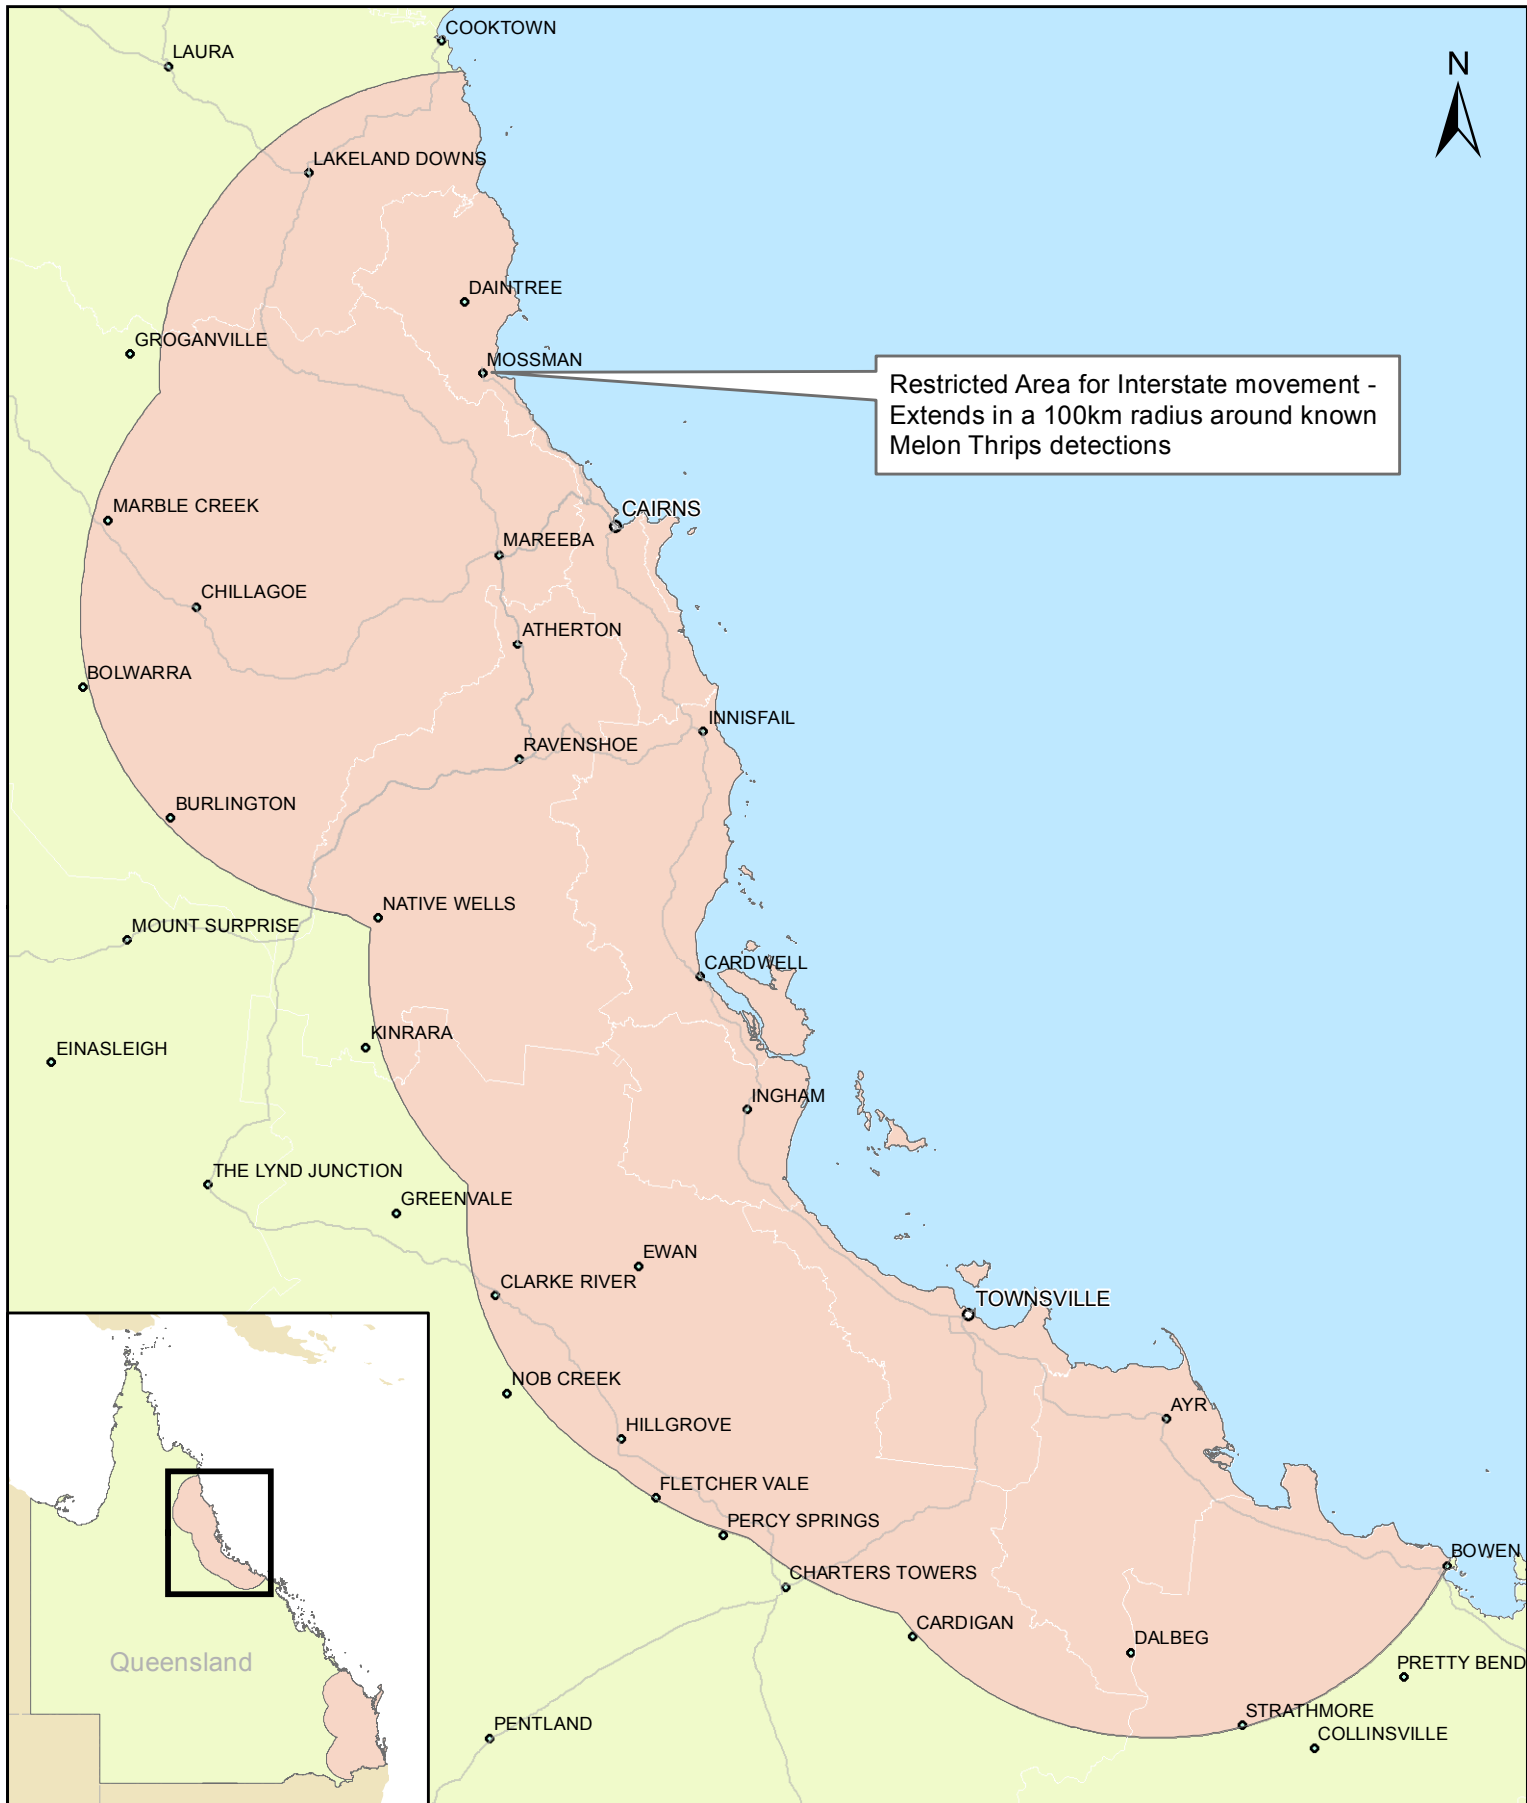 COOKTOWN
LAURA
N
LAKELAND DOWNS
DAINTREE
GROGANVILLE
MOSSMAN
Restricted Area for Interstate movement -
Extends in a 100km radius around known
Melon Thrips detections
MARBLE CREEK
CAIRNS
MAREEBA
CHILLAGOE
ATHERTON
BOLWARRA
INNISFAIL
RAVENSHOE
BURLINGTON
NATIVE WELLS
MOUNT SURPRISE
CARDWELL
KINRARA
EINASLEIGH
INGHAM
THE LYND JUNCTION
GREENVALE
EWAN
CLARKE RIVER
TOWNSVILLE
NOB CREEK
AYR
HILLGROVE
FLETCHER VALE
PERCY SPRINGS
BOWEN
CHARTERS TOWERS
CARDIGAN
DALBEG
Queensland
PRETTY BEND
STRATHMORE
PENTLAND
COLLINSVILLE